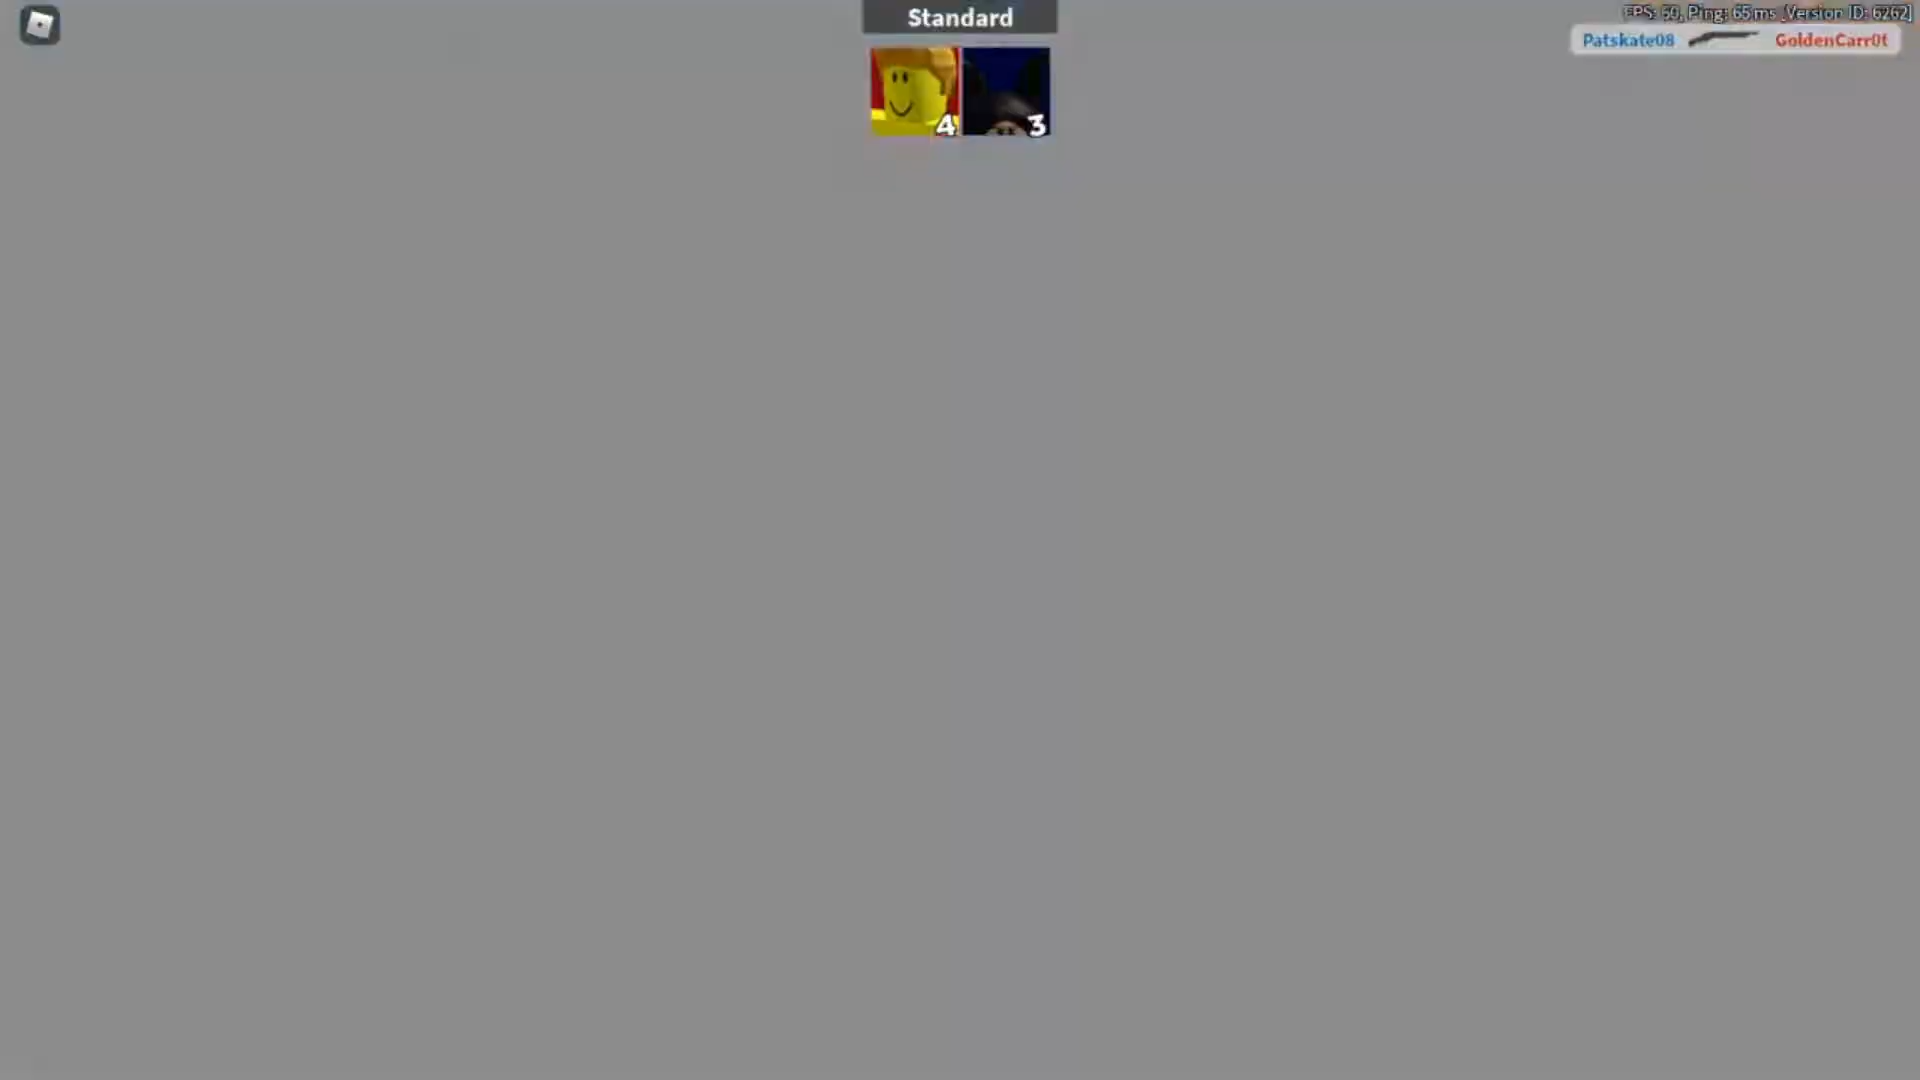 Standard
FPS: 60, Ping: 65 ms [Version ID: 6262]
Patskate08 GoldenCarr0t
4 3